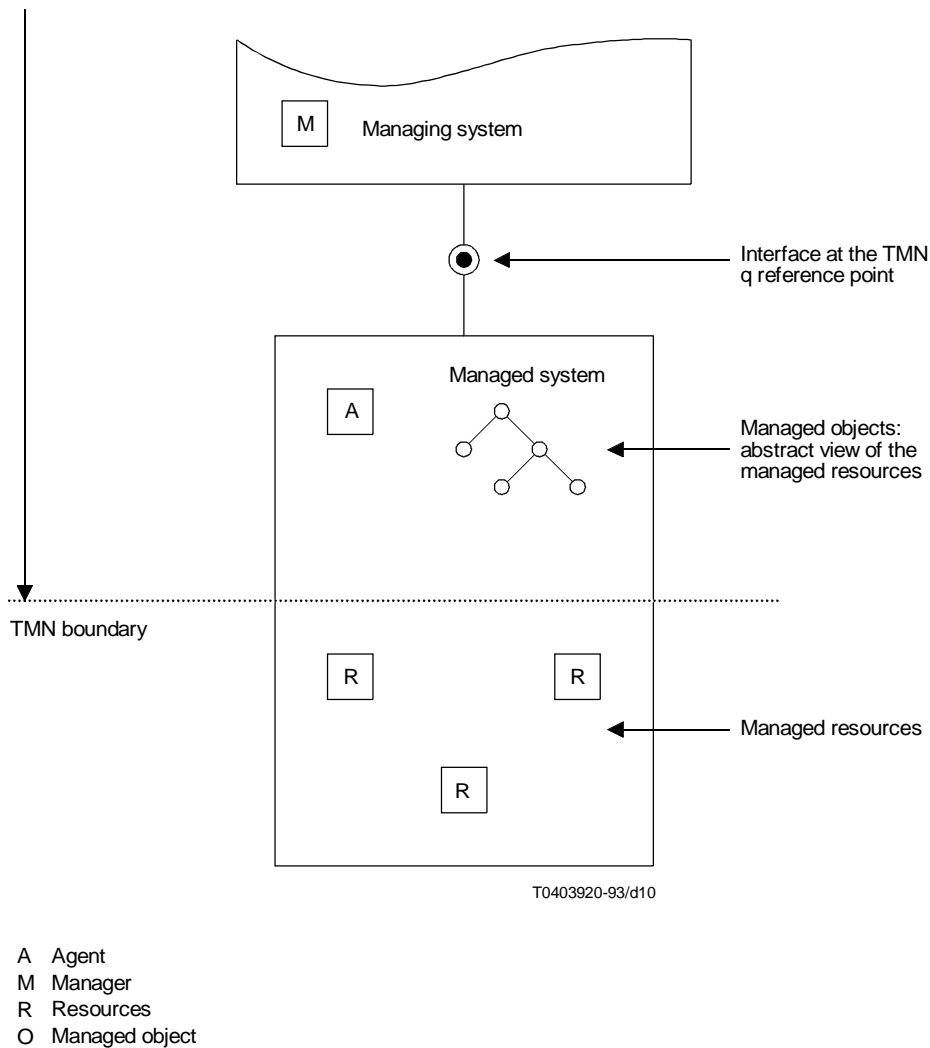 M
Managing system
Interface at the TMN
q reference point
Managed system
A
Managed objects:
abstract view of the
managed resources
TMN boundary
R
R
Managed resources
R
T0403920-93/d10
A Agent
M Manager
R Resources
O Managed object